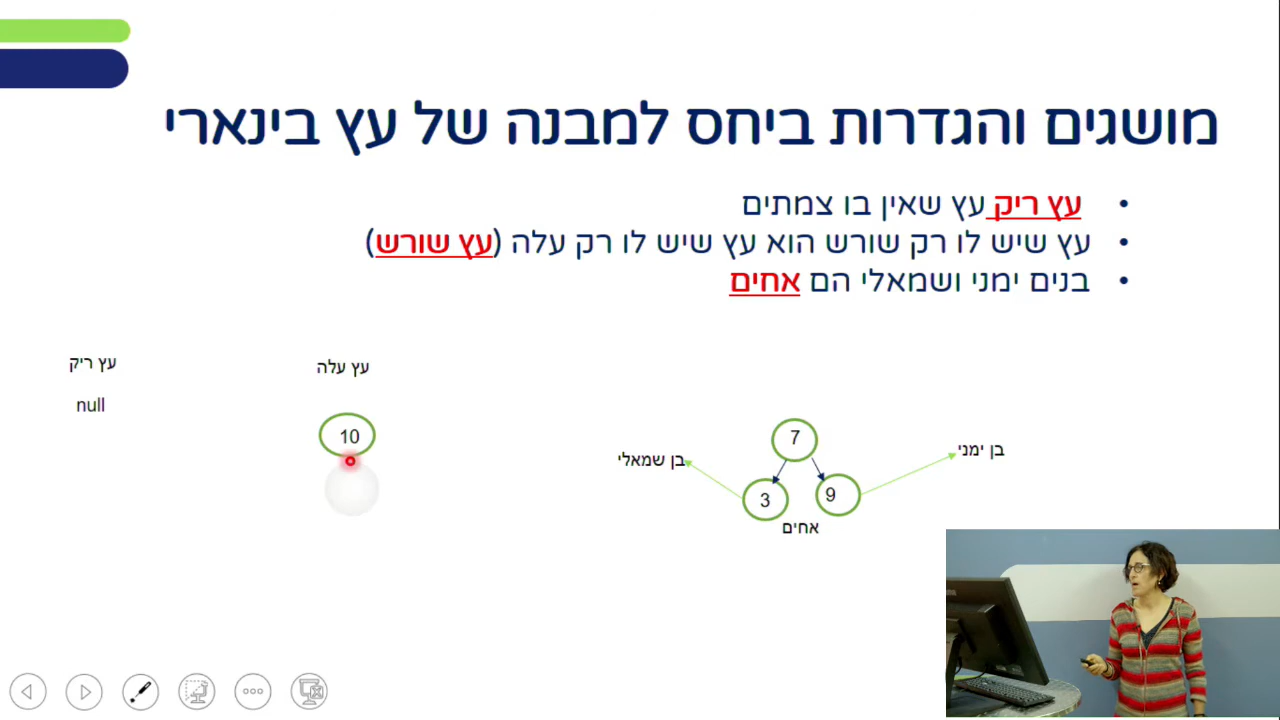 מושגים והגדרות ביחס למבנה של עץ בינארי
• עץ ריק עץ שאין בו צמתים
• עץ שיש לו רק שורש הוא עץ שיש לו רק עלה (עץ שורש)
• בנים ימני ושמאלי הם אחים
עץ ריק
null
עץ עלה
10
7
בן ימני
בן שמאלי
9
3
אחים